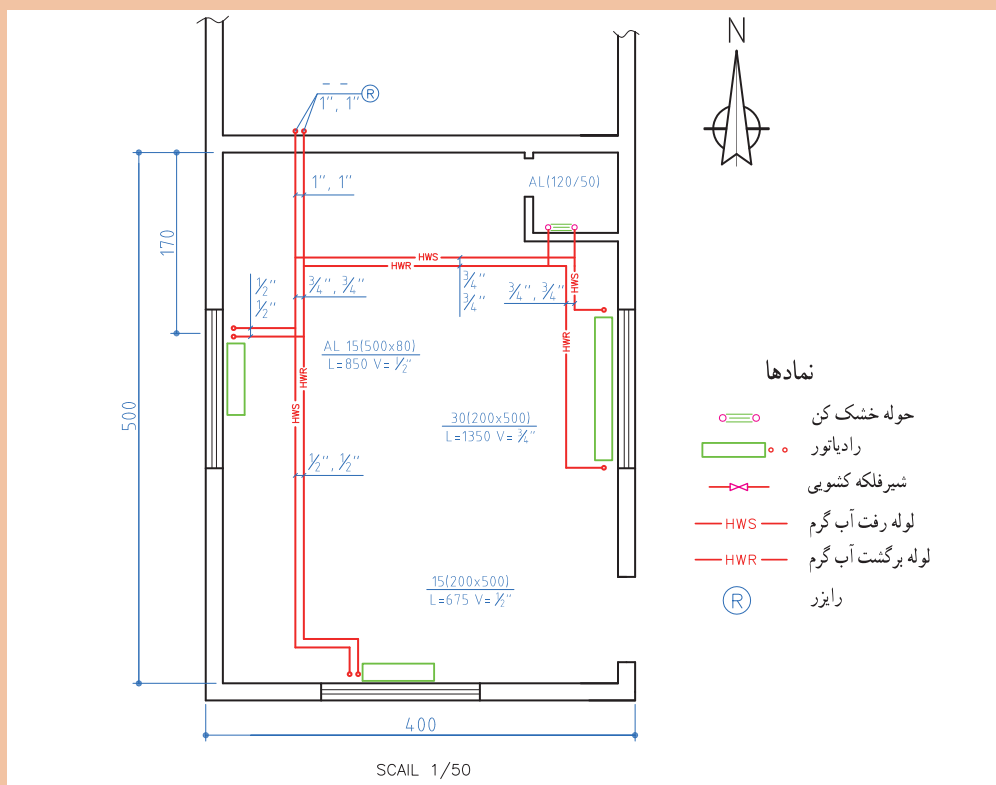 N
1", 1"
R
1", 1"
AL(120/50)
170
HWS
HWR
½"
½"
¾", ¾"
¾"
¾"
¾", ¾"
HWS
HWR
AL 15(500x80)
L=850 V= ½"
HWR
HWS
500
30(200x500)
L=1350 V= ¾"
½", ½"
15(200x500)
L=675 V= ½"
400
SCAIL 1/50
نمادها
حوله خشک کن
رادیاتور
شیرفلکه کشویی
HWS لوله رفت آب گرم
HWR لوله برگشت آب گرم
R رایزر